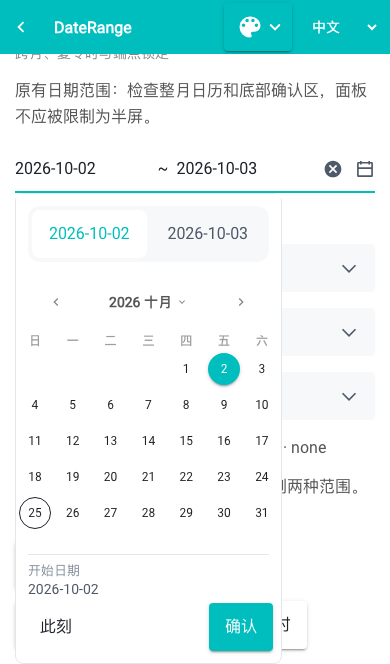 DateRange
中文
跨月、夏令时与端点锁定
原有日期范围：检查整月日历和底部确认区，面板
不应被限制为半屏。
2026-10-02 ~ 2026-10-03
2026-10-02 2026-10-03
2026 十月
日 一 二 三 四 五 六
1 2 3
4 5 6 7 8 9 10
11 12 13 14 15 16 17
· none
18 19 20 21 22 23 24
两种范围。
25 26 27 28 29 30 31
开始日期
2026-10-02
此刻 确认 时